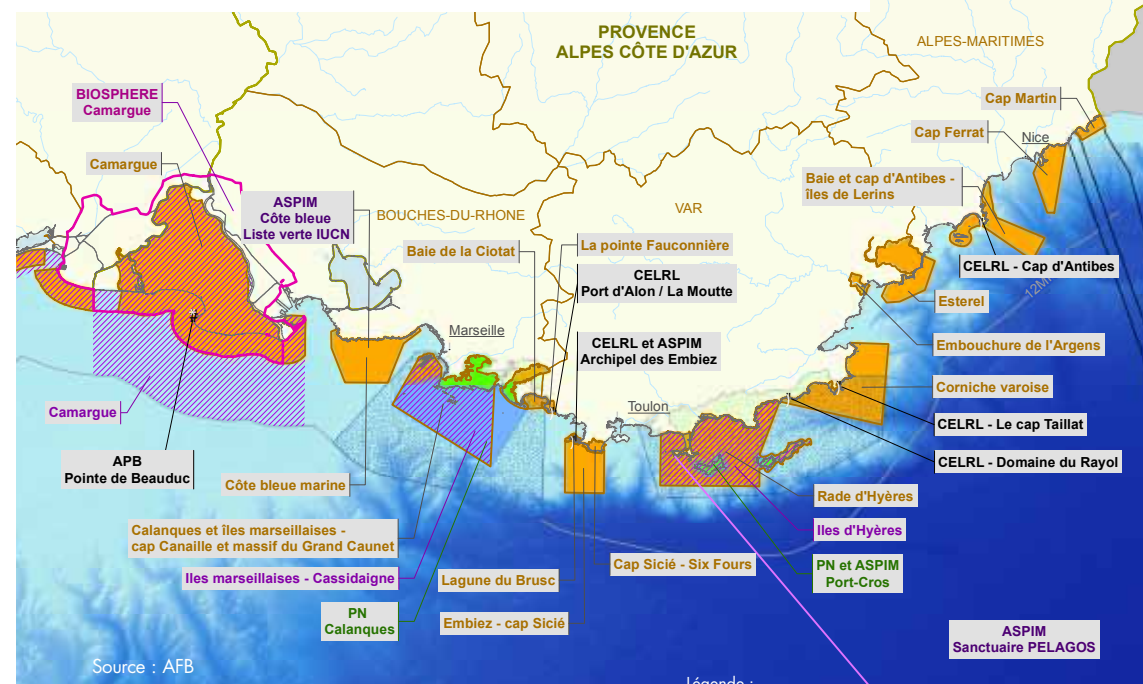 PROVENCE
ALPES CÔTE D'AZUR
ALPES-MARITIMES
BIOSPHERE
Camargue
Cap Martin
Cap Ferrat
Nice
Camargue
Baie et cap d'Antibes -
îles de Lerins
ASPIM
Côte bleue
Liste verte IUCN
BOUCHES-DU-RHONE
VAR
Baie de la Ciotat
La pointe Fauconnière
CELRL - Cap d'Antibes
CELRL
Port d'Alon / La Moutte
12M
Esterel
Marseille
CELRL et ASPIM
Archipel des Embiez
Embouchure de l'Argens
Corniche varoise
Camargue
Toulon
CELRL - Le cap Taillat
APB
Pointe de Beauduc
CELRL - Domaine du Rayol
Côte bleue marine
Rade d'Hyères
Calanques et îles marseillaises -
cap Canaille et massif du Grand Caunet
Iles d'Hyères
Cap Sicié - Six Fours
PN et ASPIM
Port-Cros
Iles marseillaises - Cassidaigne
Lagune du Brusc
PN
Calanques
Embiez - cap Sicié
ASPIM
Sanctuaire PELAGOS
Source : AFB
Légende :